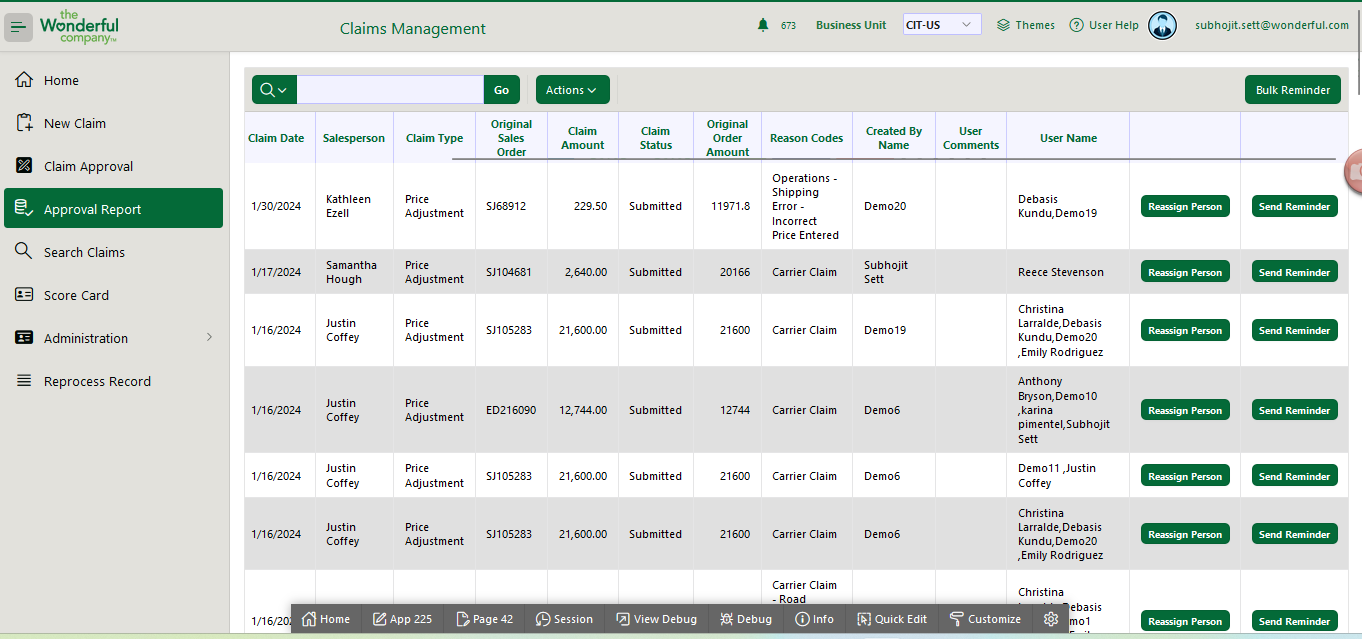 the
Wonderful
company™
Claims Management
673
Business Unit
CIT-US
Themes
User Help
subhojit.sett@wonderful.com
Home
New Claim
Claim Approval
Approval Report
Search Claims
Score Card
Administration
Reprocess Record
Go
Actions
Bulk Reminder
Claim Date
Salesperson
Claim Type
Original
Sales
Order
Claim
Amount
Claim
Status
Original
Order
Amount
Reason Codes
Created By
Name
User
Comments
User Name
1/30/2024
Kathleen
Ezell
Price
Adjustment
SJ68912
229.50
Submitted
11971.8
Operations -
Shipping
Error -
Incorrect
Price Entered
Demo20
Debasis
Kundu,Demo19
Reassign Person
Send Reminder
1/17/2024
Samantha
Hough
Price
Adjustment
SJ104681
2,640.00
Submitted
20166
Carrier Claim
Subhojit
Sett
Reece Stevenson
Reassign Person
Send Reminder
1/16/2024
Justin
Coffey
Price
Adjustment
SJ105283
21,600.00
Submitted
21600
Carrier Claim
Demo19
Christina
Larralde,Debasis
Kundu,Demo20
,Emily Rodriguez
Reassign Person
Send Reminder
1/16/2024
Justin
Coffey
Price
Adjustment
ED216090
12,744.00
Submitted
12744
Carrier Claim
Demo6
Anthony
Bryson,Demo10
,karina
pimentel,Subhojit
Sett
Reassign Person
Send Reminder
1/16/2024
Justin
Coffey
Price
Adjustment
SJ105283
21,600.00
Submitted
21600
Carrier Claim
Demo6
Demo11 ,Justin
Coffey
Reassign Person
Send Reminder
1/16/2024
Justin
Coffey
Price
Adjustment
SJ105283
21,600.00
Submitted
21600
Carrier Claim
Demo6
Christina
Larralde,Debasis
Kundu,Demo20
,Emily Rodriguez
Reassign Person
Send Reminder
Carrier Claim
- Road
Christina
Reassign Person
Send Reminder
Home
App 225
Page 42
Session
View Debug
Debug
Info
Quick Edit
Customize